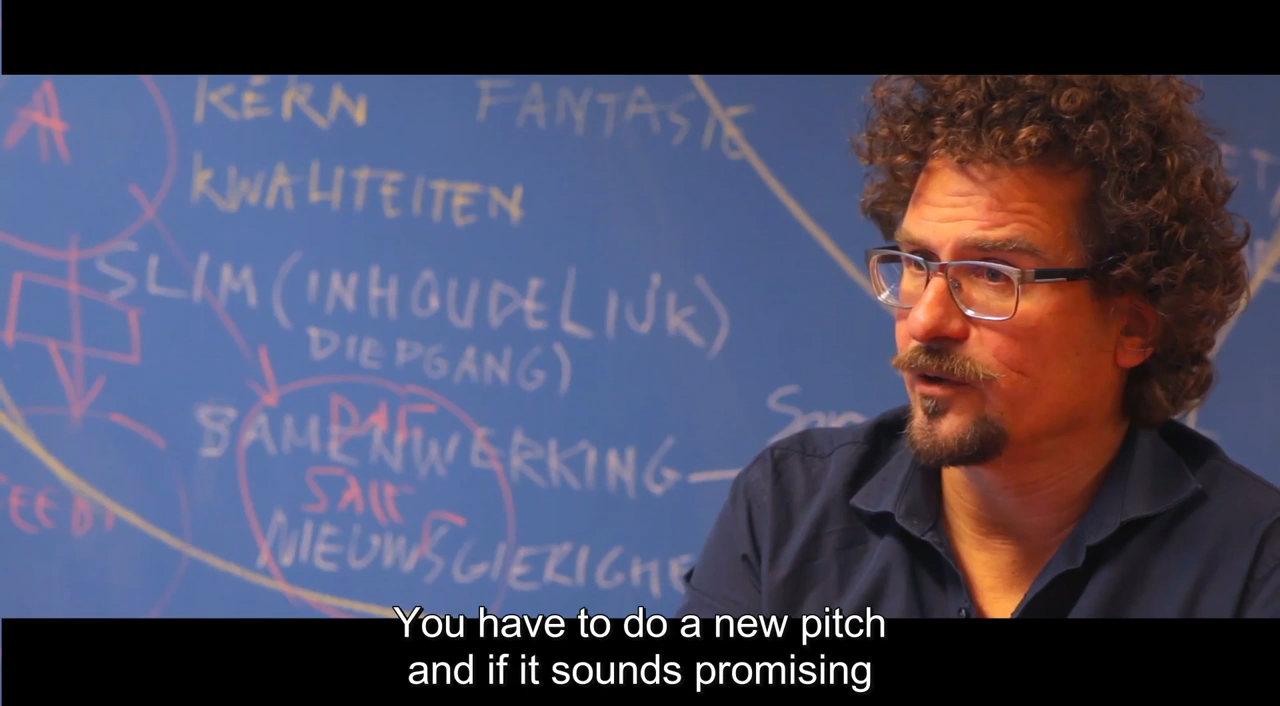 A
KERN
FANTASIE
KWALITEITEN
SLIM (INHOUDELIJK)
DIEPGANG)
SAMENWERKING —
NIEUWSGIERIGHE
You have to do a new pitch
and if it sounds promising